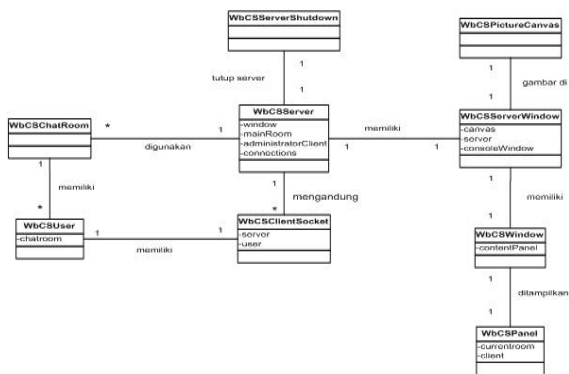 WbCSServerShutdown
1
tutup server
1
WbCSPictureCanvas
1
gambar di
1
WbCSChatRoom
*
digunakan
1
WbCSServer
-window
-mainRoom
-administratorClient
-connections
memiliki
1
1
WbCSServerWindow
-canvas
-server
-consoleWindow
1
memiliki
*
1
mengandung
*
1
memiliki
1
WbCSUser
-chatroom
1
memiliki
1
WbCSClientSocket
-server
-user
WbCSWindow
-contentPanel
1
ditampilkan
1
WbCSPanel
-currentroom
-client